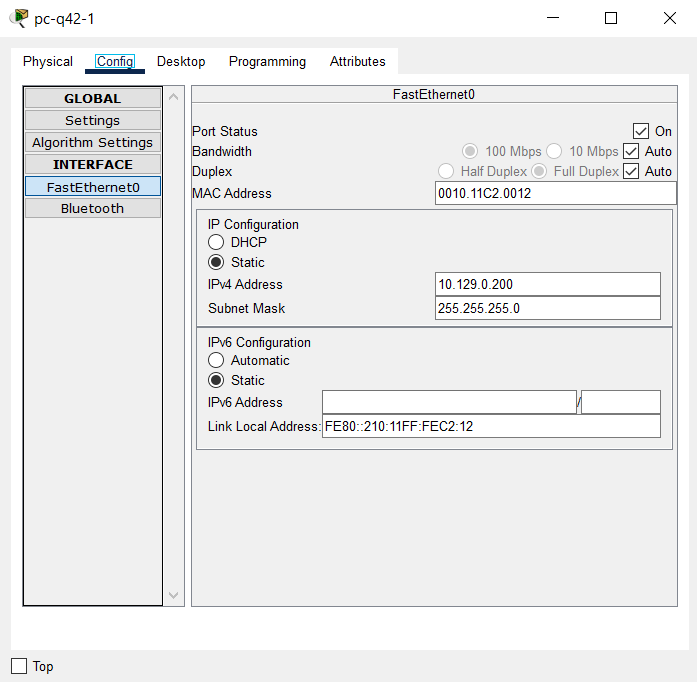 pc-q42-1
Physical Config Desktop Programming Attributes
GLOBAL
Settings
Algorithm Settings
INTERFACE
FastEthernet0
Bluetooth
FastEthernet0
Port Status On
Bandwidth 100 Mbps 10 Mbps Auto
Duplex Half Duplex Full Duplex Auto
MAC Address 0010.11C2.0012
IP Configuration
DHCP
Static
IPv4 Address 10.129.0.200
Subnet Mask 255.255.255.0
IPv6 Configuration
Automatic
Static
IPv6 Address /
Link Local Address: FE80::210:11FF:FEC2:12
Top